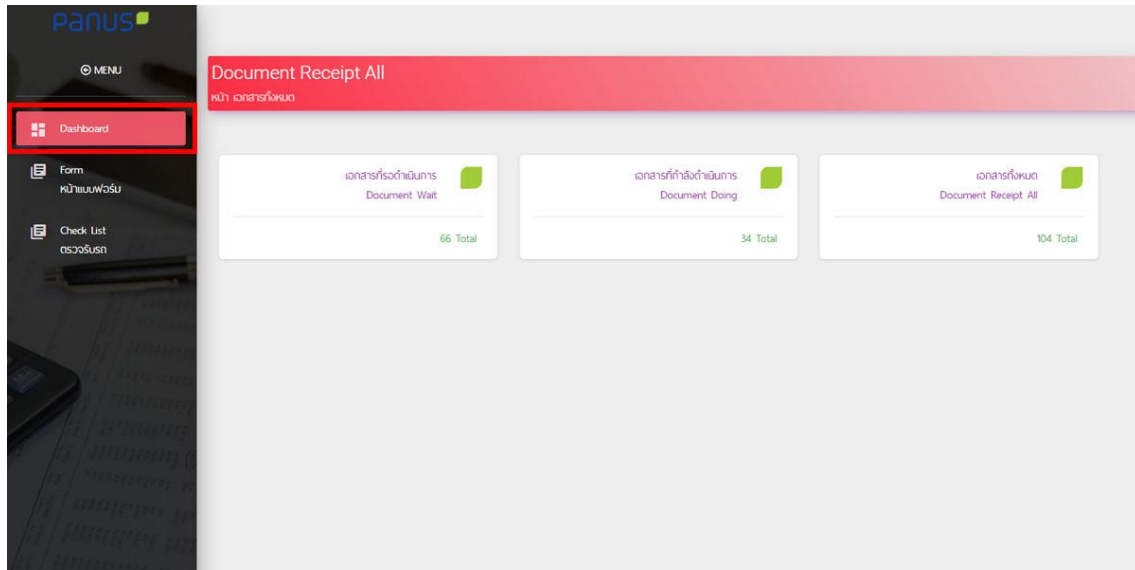 Panus
MENU
Dashboard
Form
หน้าแบบฟอร์ม
Check List
ตรวจรับรถ
Document Receipt All
หน้า เอกสารทั้งหมด
เอกสารที่รอดำเนินการ
Document Wait
66 Total
เอกสารที่กำลังดำเนินการ
Document Doing
34 Total
เอกสารทั้งหมด
Document Receipt All
104 Total